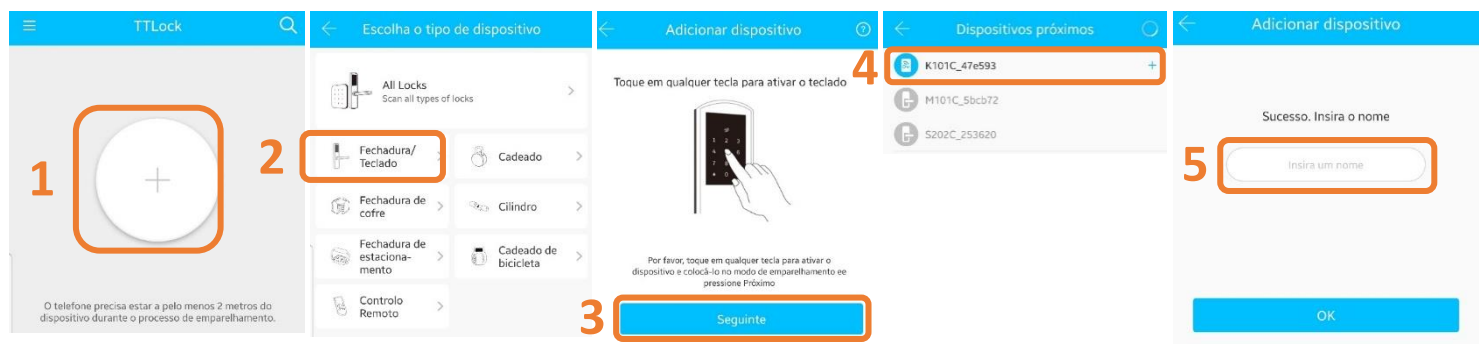 TTLock
1
O telefone precisa estar a pelo menos 2 metros do
dispositivo durante o processo de emparelhamento.
Escolha o tipo de dispositivo
All Locks
Scan all types of locks
2
Fechadura/
Teclado
Cadeado
Fechadura de
cofre
Cilindro
Fechadura de
estaciona-
mento
Cadeado de
bicicleta
Controlo
Remoto
Adicionar dispositivo
Toque em qualquer tecla para ativar o teclado
Por favor, toque em qualquer tecla para ativar o
dispositivo e colocá-lo no modo de emparelhamento ee
pressione Próximo
3
Seguinte
Dispositivos próximos
4
K101C_47e593
M101C_5bcb72
S202C_253620
Adicionar dispositivo
Sucesso. Insira o nome
5
Insira um nome
OK